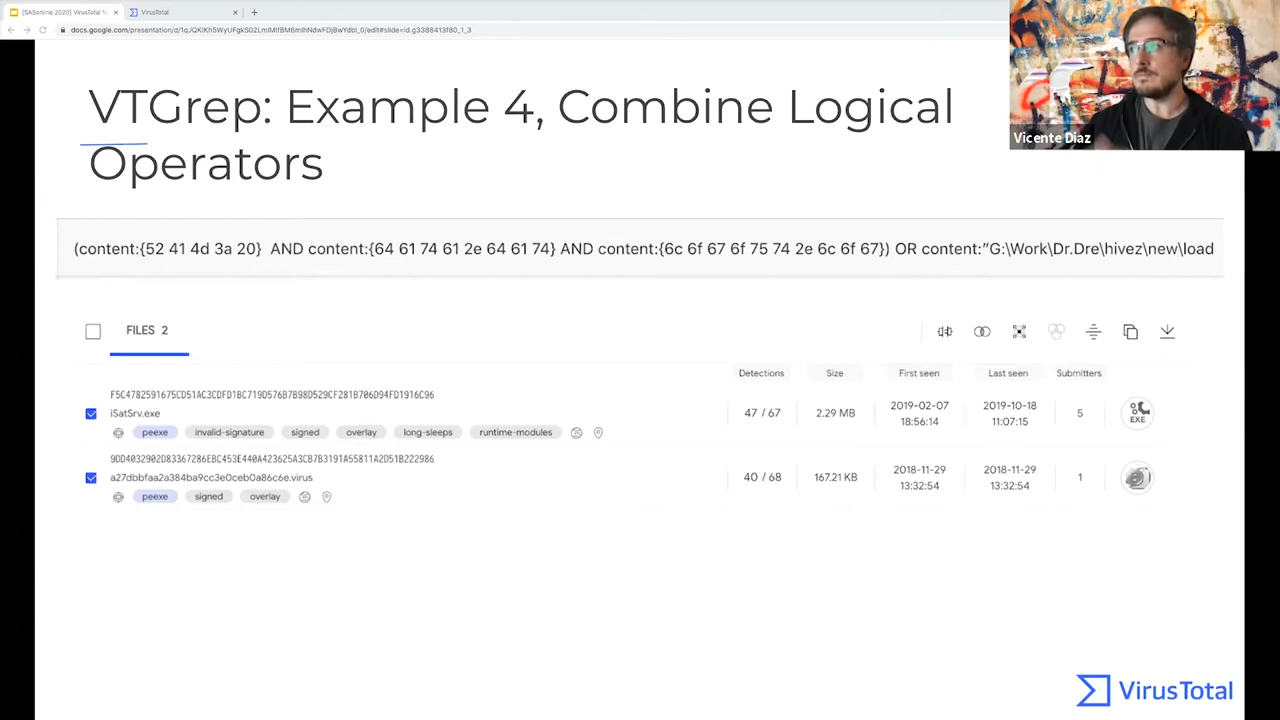 [SASonline 2020] VirusTotal
VirusTotal
Vicente Diaz
VTGrep: Example 4, Combine Logical
Operators
(content:{52 41 4d 3a 20}  AND content:{64 61 74 61 2e 64 61 74} AND content:{6c 6f 67 6f 75 74 2e 6c 6f 67}) OR content:"G:\Work\Dr.Dre\hivez\new\load
FILES 2
Detections Size First seen Last seen Submitters
F5C4782591675CD51AC3CDFD1BC719D576B7B98D529CF281B706D94FD1916C96
iSatSrv.exe
47 / 67 2.29 MB 2019-02-07 18:56:14 2019-10-18 11:07:15 5 EXE
peexe invalid-signature signed overlay long-sleeps runtime-modules
9DD4032902D83367286EBC453E440A423625A3CB7B3191A55811A2D51B222986
a27dbbfaa2a384ba9cc3e0ceb0a86c6e.virus
40 / 68 167.21 KB 2018-11-29 13:32:54 2018-11-29 13:32:54 1
peexe signed overlay
VirusTotal